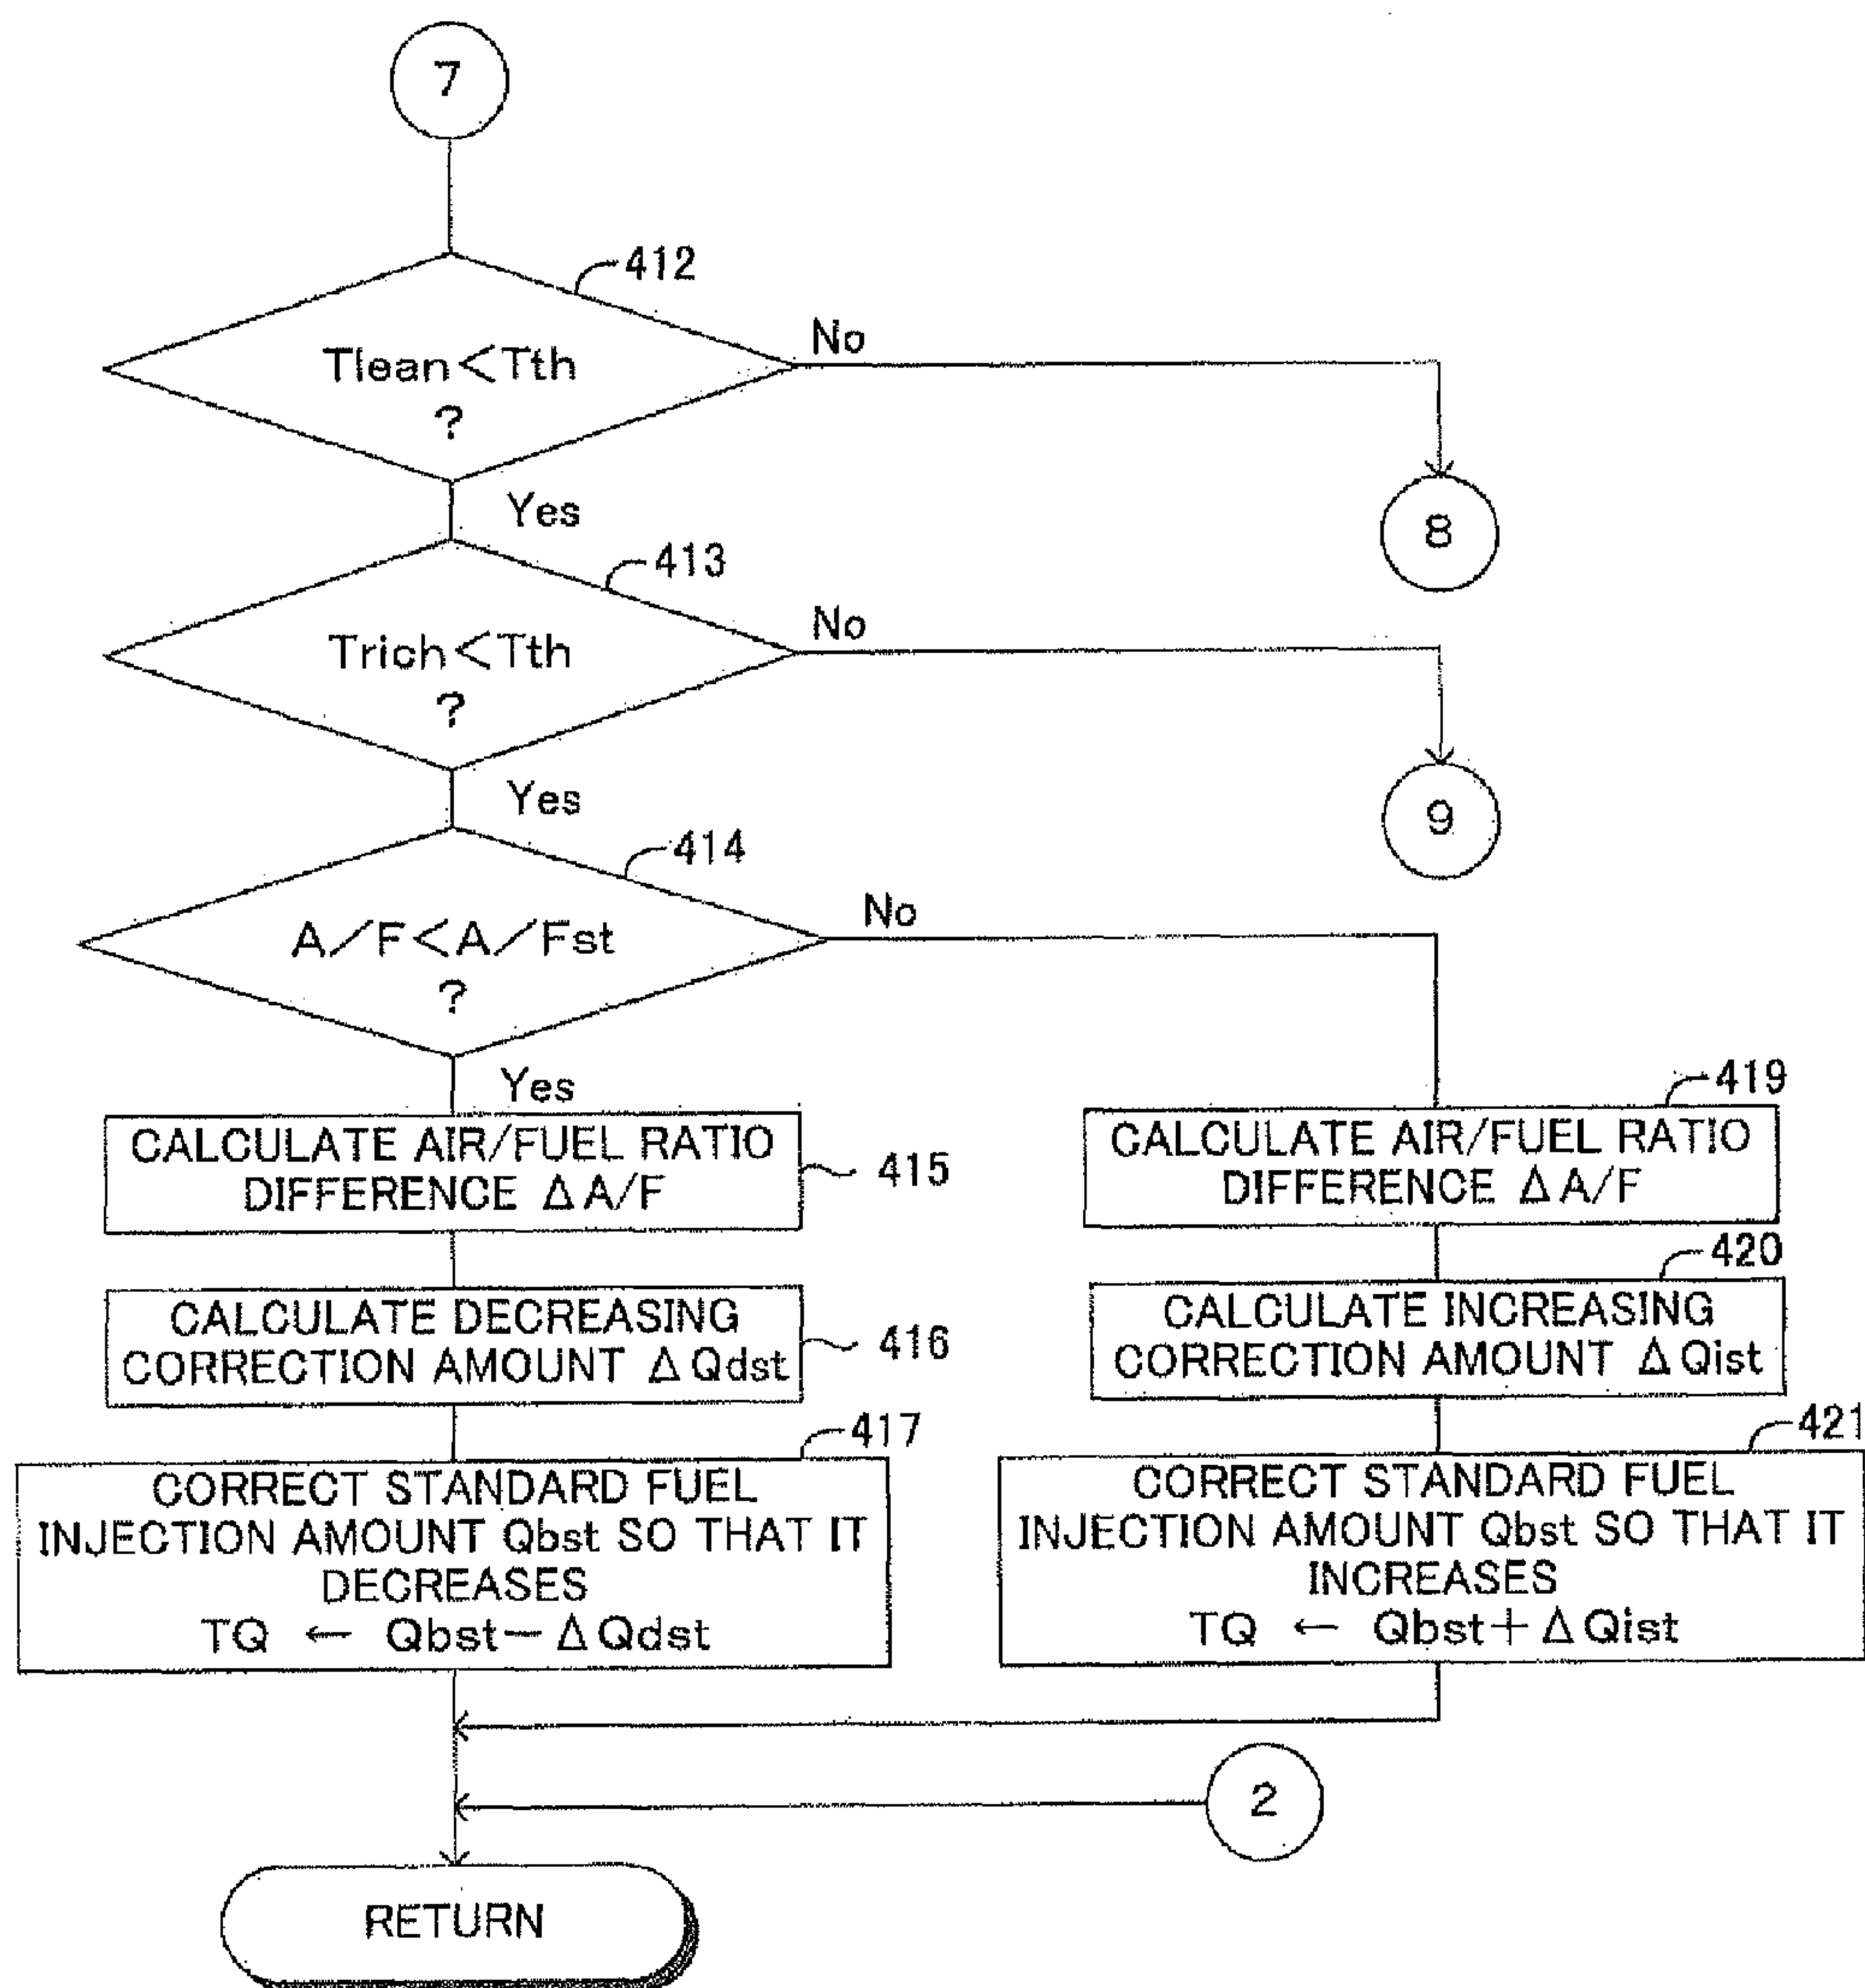 7
412
Tlean<Tth
?
No
Yes
8
413
Trich<Tth
?
No
Yes
9
414
A/F<A/Fst
?
No
Yes
CALCULATE AIR/FUEL RATIO
DIFFERENCE ΔA/F
415
419
CALCULATE AIR/FUEL RATIO
DIFFERENCE ΔA/F
CALCULATE DECREASING
CORRECTION AMOUNT ΔQdst
416
420
CALCULATE INCREASING
CORRECTION AMOUNT ΔQist
417
CORRECT STANDARD FUEL
INJECTION AMOUNT Qbst SO THAT IT
DECREASES
TQ ← Qbst−ΔQdst
421
CORRECT STANDARD FUEL
INJECTION AMOUNT Qbst SO THAT IT
INCREASES
TQ ← Qbst+ΔQist
2
RETURN